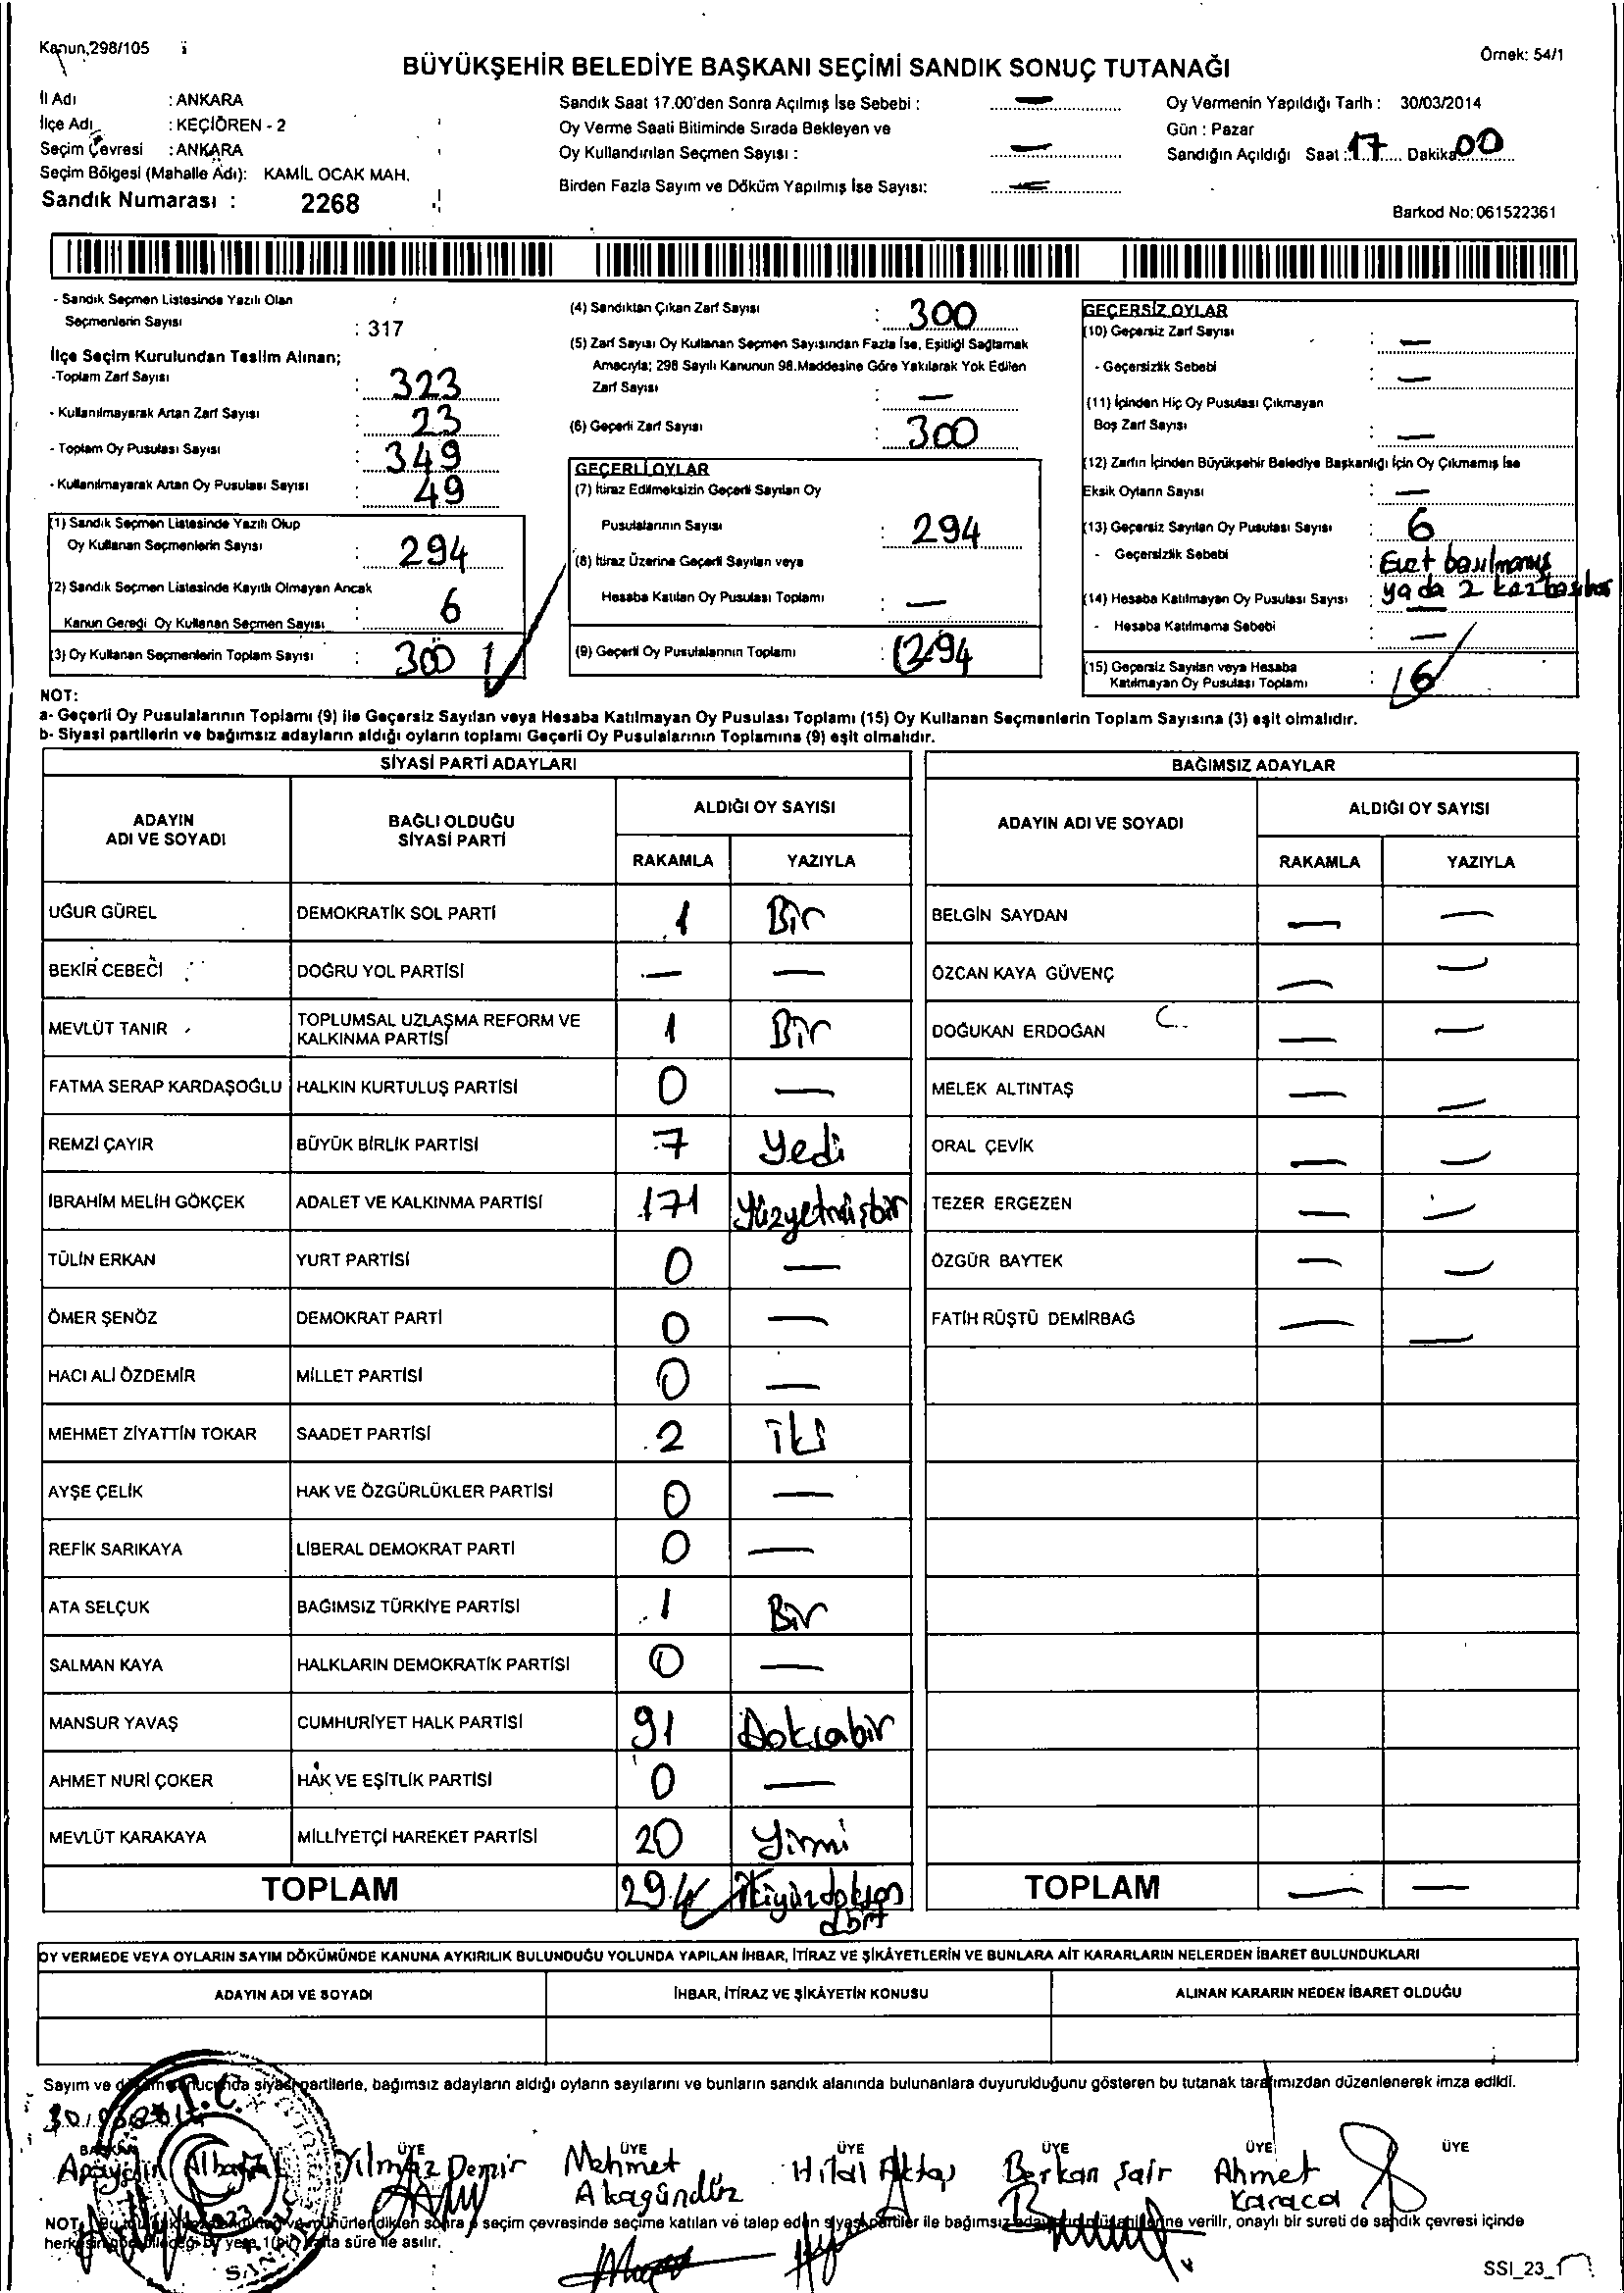 Kanun,298/105
Örnek: 54/1
BÜYÜKŞEHİR BELEDİYE BAŞKANI SEÇİMİ SANDIK SONUÇ TUTANAĞI
İl Adı : ANKARA
İlçe Adı : KEÇİÖREN - 2
Seçim Çevresi : ANKARA
Seçim Bölgesi (Mahalle Adı): KAMİL OCAK MAH.
Sandık Numarası : 2268
Sandık Saat 17.00'den Sonra Açılmış İse Sebebi : —
Oy Verme Saati Bitiminde Sırada Bekleyen ve
Oy Kullandırılan Seçmen Sayısı : —
Birden Fazla Sayım ve Döküm Yapılmış İse Sayısı: —
Oy Vermenin Yapıldığı Tarih : 30/03/2014
Gün : Pazar
Sandığın Açıldığı Saat : 17 Dakika 00
Barkod No: 061522361
- Sandık Seçmen Listesinde Yazılı Olan
Seçmenlerin Sayısı : 317
İlçe Seçim Kurulundan Teslim Alınan;
-Toplam Zarf Sayısı : 323
- Kullanılmayarak Artan Zarf Sayısı : 23
- Toplam Oy Pusulası Sayısı : 349
- Kullanılmayarak Artan Oy Pusulası Sayısı : 49
(1) Sandık Seçmen Listesinde Yazılı Olup
Oy Kullanan Seçmenlerin Sayısı : 294
(2) Sandık Seçmen Listesinde Kayıtlı Olmayan Ancak
Kanun Gereği Oy Kullanan Seçmen Sayısı : 6
(3) Oy Kullanan Seçmenlerin Toplam Sayısı : 300
(4) Sandıktan Çıkan Zarf Sayısı : 300
(5) Zarf Sayısı Oy Kullanan Seçmen Sayısından Fazla İse, Eşitliği Sağlamak
Amacıyla; 298 Sayılı Kanunun 98.Maddesine Göre Yakılarak Yok Edilen
Zarf Sayısı : —
(6) Geçerli Zarf Sayısı : 300
GEÇERLİ OYLAR
(7) İtiraz Edilmeksizin Geçerli Sayılan Oy
Pusulalarının Sayısı : 294
(8) İtiraz Üzerine Geçerli Sayılan veya
Hesaba Katılan Oy Pusulası Toplamı : —
(9) Geçerli Oy Pusulalarının Toplamı : 294
GEÇERSİZ OYLAR
(10) Geçersiz Zarf Sayısı : —
- Geçersizlik Sebebi : —
(11) İçinden Hiç Oy Pusulası Çıkmayan
Boş Zarf Sayısı : —
(12) Zarfın İçinden Büyükşehir Belediye Başkanlığı İçin Oy Çıkmamış İse
Eksik Oyların Sayısı : —
(13) Geçersiz Sayılan Oy Pusulası Sayısı : 6
- Geçersizlik Sebebi : Evet basılmamış
ya da 2 kez
(14) Hesaba Katılmayan Oy Pusulası Sayısı : —
- Hesaba Katılmama Sebebi : —
(15) Geçersiz Sayılan veya Hesaba
Katılmayan Oy Pusulası Toplamı : 6
NOT:
a- Geçerli Oy Pusulalarının Toplamı (9) ile Geçersiz Sayılan veya Hesaba Katılmayan Oy Pusulası Toplamı (15) Oy Kullanan Seçmenlerin Toplam Sayısına (3) eşit olmalıdır.
b- Siyasi partilerin ve bağımsız adayların aldığı oyların toplamı Geçerli Oy Pusulalarının Toplamına (9) eşit olmalıdır.
SİYASİ PARTİ ADAYLARI
ADAYIN ADI VE SOYADI BAĞLI OLDUĞU SİYASİ PARTİ ALDIĞI OY SAYISI
RAKAMLA YAZIYLA
UĞUR GÜREL DEMOKRATİK SOL PARTİ 1 Bir
BEKİR CEBECİ DOĞRU YOL PARTİSİ — —
MEVLÜT TANIR TOPLUMSAL UZLAŞMA REFORM VE KALKINMA PARTİSİ 1 Bir
FATMA SERAP KARDAŞOĞLU HALKIN KURTULUŞ PARTİSİ 0 —
REMZİ ÇAYIR BÜYÜK BİRLİK PARTİSİ 7 Yedi
İBRAHİM MELİH GÖKÇEK ADALET VE KALKINMA PARTİSİ 171 Yüzyetmişbir
TÜLİN ERKAN YURT PARTİSİ 0 —
ÖMER ŞENÖZ DEMOKRAT PARTİ 0 —
HACI ALİ ÖZDEMİR MİLLET PARTİSİ 0 —
MEHMET ZİYATTİN TOKAR SAADET PARTİSİ 2 İki
AYŞE ÇELİK HAK VE ÖZGÜRLÜKLER PARTİSİ 0 —
REFİK SARIKAYA LİBERAL DEMOKRAT PARTİ 0 —
ATA SELÇUK BAĞIMSIZ TÜRKİYE PARTİSİ 1 Bir
SALMAN KAYA HALKLARIN DEMOKRATİK PARTİSİ 0 —
MANSUR YAVAŞ CUMHURİYET HALK PARTİSİ 91
AHMET NURİ ÇOKER HAK VE EŞİTLİK PARTİSİ 0 —
MEVLÜT KARAKAYA MİLLİYETÇİ HAREKET PARTİSİ 20 Yirmi
TOPLAM 294 İkiyüzdoksan dört
BAĞIMSIZ ADAYLAR
ADAYIN ADI VE SOYADI ALDIĞI OY SAYISI
RAKAMLA YAZIYLA
BELGİN SAYDAN — —
ÖZCAN KAYA GÜVENÇ — —
DOĞUKAN ERDOĞAN — —
MELEK ALTINTAŞ — —
ORAL ÇEVİK — —
TEZER ERGEZEN — —
ÖZGÜR BAYTEK — —
FATİH RÜŞTÜ DEMİRBAĞ — —
TOPLAM — —
OY VERMEDE VEYA OYLARIN SAYIM DÖKÜMÜNDE KANUNA AYKIRILIK BULUNDUĞU YOLUNDA YAPILAN İHBAR, İTİRAZ VE ŞİKÂYETLERİN VE BUNLARA AİT KARARLARIN NELERDEN İBARET BULUNDUKLARI
ADAYIN ADI VE SOYADI İHBAR, İTİRAZ VE ŞİKÂYETİN KONUSU ALINAN KARARIN NEDEN İBARET OLDUĞU
Sayım ve siyasi partilerle, bağımsız adayların aldığı oyların sayılarını ve bunların sandık alanında bulunanlara duyurulduğunu gösteren bu tutanak tarafımızdan düzenlenerek imza edildi.
T.C.
BAŞKAN ÜYE ÜYE ÜYE ÜYE ÜYE ÜYE
Yılmaz Demir Mehmet Akagündüz Hilal Aktaş Berkan Şair Ahmet Karaca
NOT: sonra seçim çevresinde seçime katılan ve talep eden siyasi partiler ile bağımsız verilir, onaylı bir sureti de sandık çevresi içinde
yere, 1(bir) hafta süre ile asılır.
SSI_23_